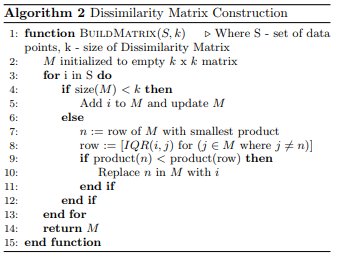 Algorithm 2 Dissimilarity Matrix Construction
1: function BUILDMATRIX(S, k) ▷ Where S - set of data
points, k - size of Dissimilarity Matrix
2: M initialized to empty k x k matrix
3: for i in S do
4: if size(M) < k then
5: Add i to M and update M
6: else
7: n := row of M with smallest product
8: row := [IQR(i, j) for (j ∈ M where j ≠ n)]
9: if product(n) < product(row) then
10: Replace n in M with i
11: end if
12: end if
13: end for
14: return M
15: end function